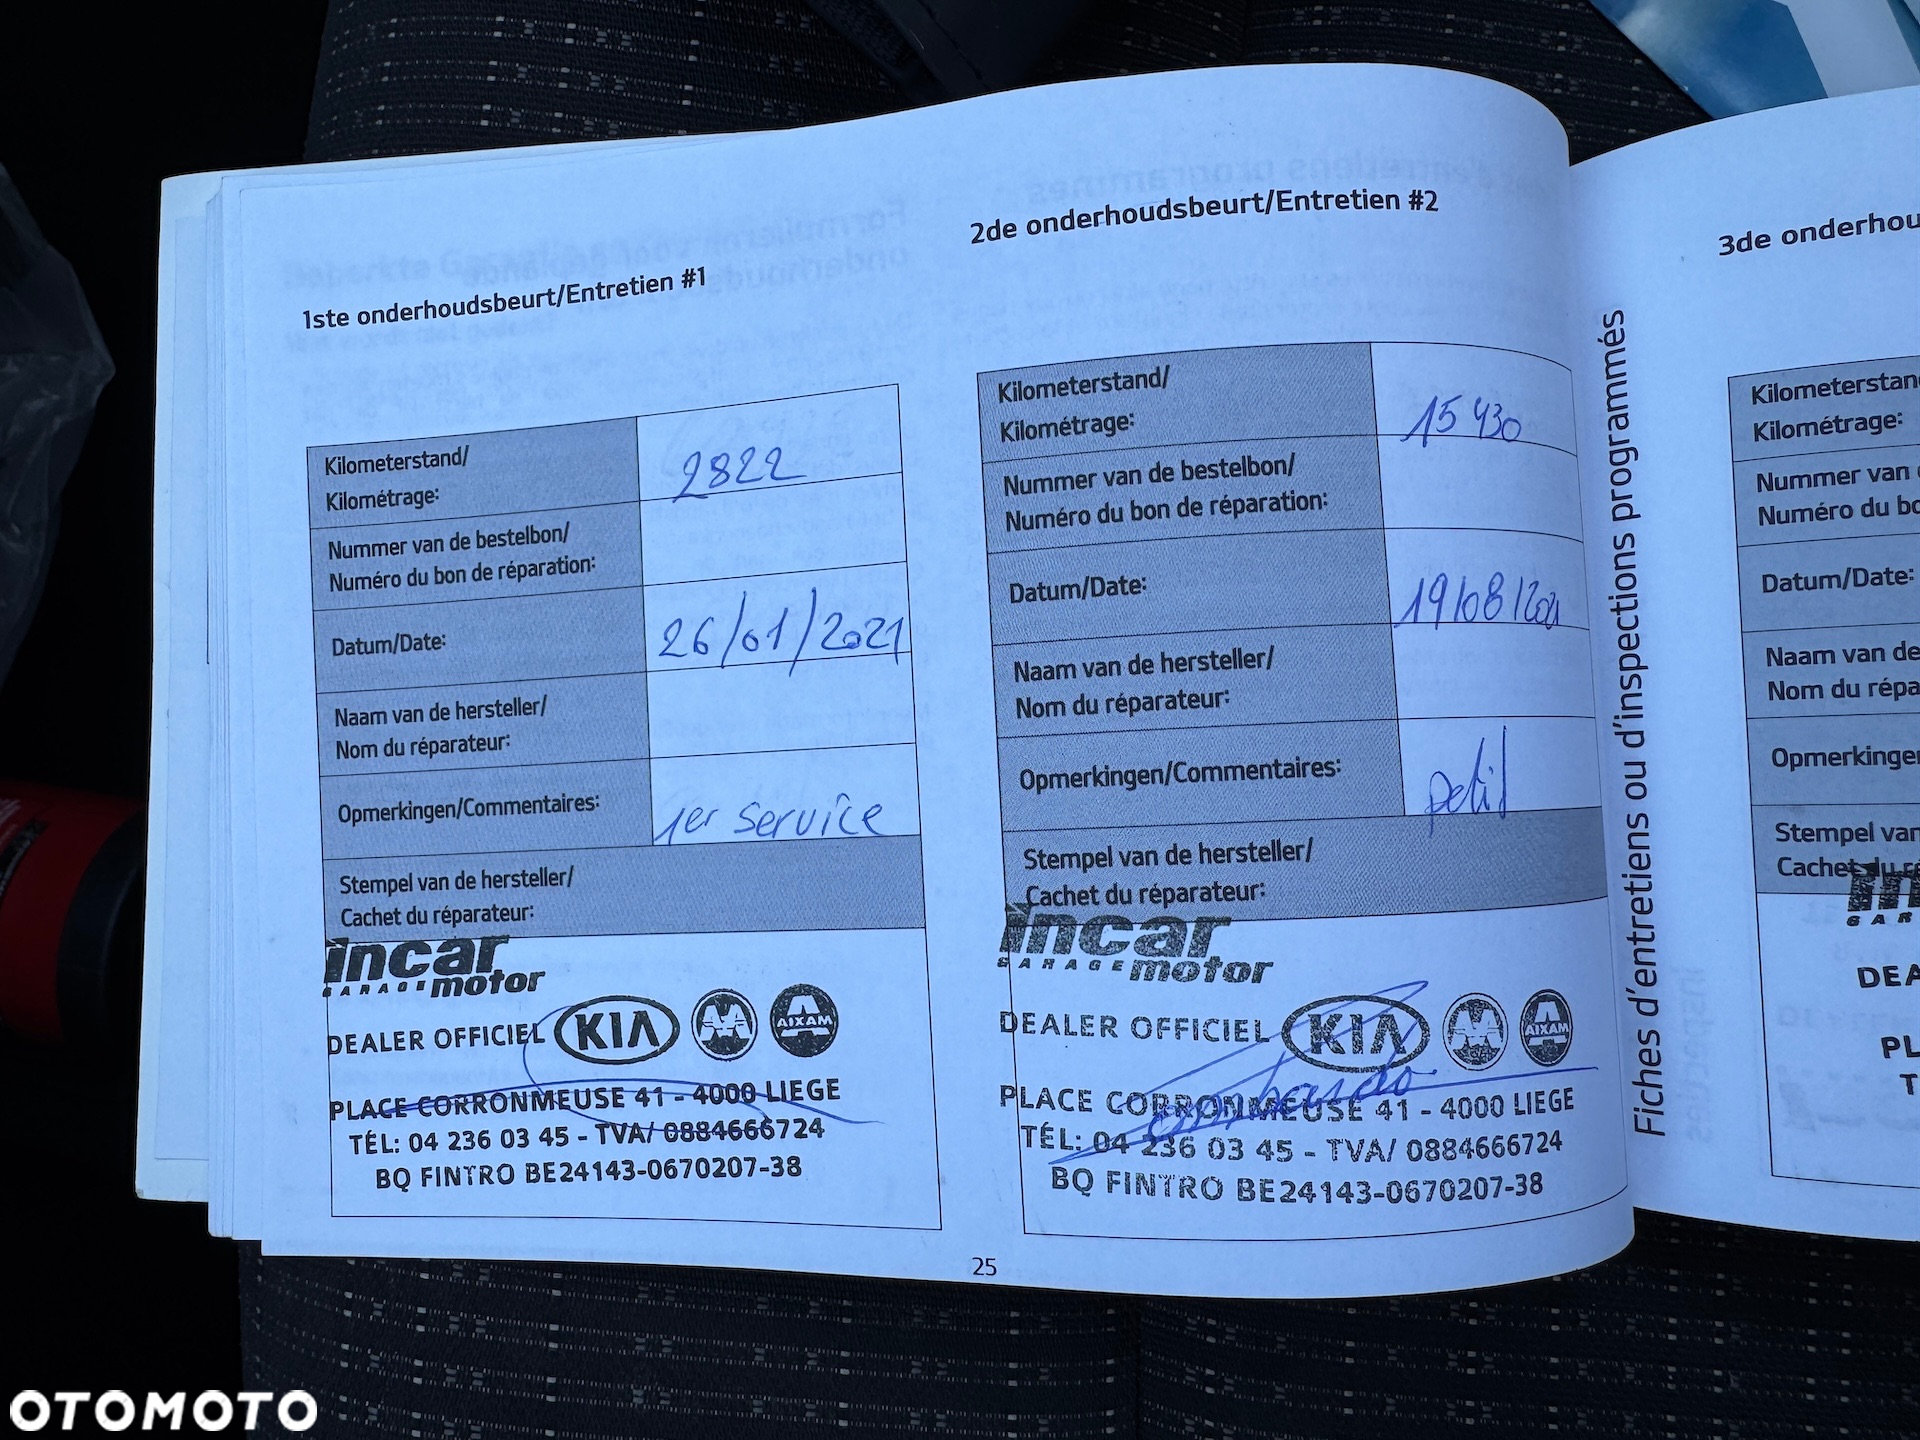 1ste onderhoudsbeurt/Entretien #1
Kilometerstand/
Kilométrage:
2822
Nummer van de bestelbon/
Numéro du bon de réparation:
Datum/Date:
26/01/2021
Naam van de hersteller/
Nom du réparateur:
Opmerkingen/Commentaires:
1er service
Stempel van de hersteller/
Cachet du réparateur:
incar
GARAGE motor
DEALER OFFICIEL KIA AIXAM
PLACE CORRONMEUSE 41 - 4000 LIEGE
TÉL: 04 236 03 45 - TVA/ 0884666724
BQ FINTRO BE24143-0670207-38
2de onderhoudsbeurt/Entretien #2
Kilometerstand/
Kilométrage:
15 430
Nummer van de bestelbon/
Numéro du bon de réparation:
Datum/Date:
19/08/2021
Naam van de hersteller/
Nom du réparateur:
Opmerkingen/Commentaires:
petit
Stempel van de hersteller/
Cachet du réparateur:
incar
GARAGE motor
DEALER OFFICIEL KIA AIXAM
PLACE CORRONMEUSE 41 - 4000 LIEGE
TÉL: 04 236 03 45 - TVA/ 0884666724
BQ FINTRO BE24143-0670207-38
25
Fiches d'entretiens ou d'inspections programmés
3de onderhou
Kilometerstan
Kilométrage:
Nummer van
Numéro du bo
Datum/Date:
Naam van de
Nom du répa
Opmerkinge
Stempel van
Cachet du ré
GAR
DEA
PL
T
OTOMOTO